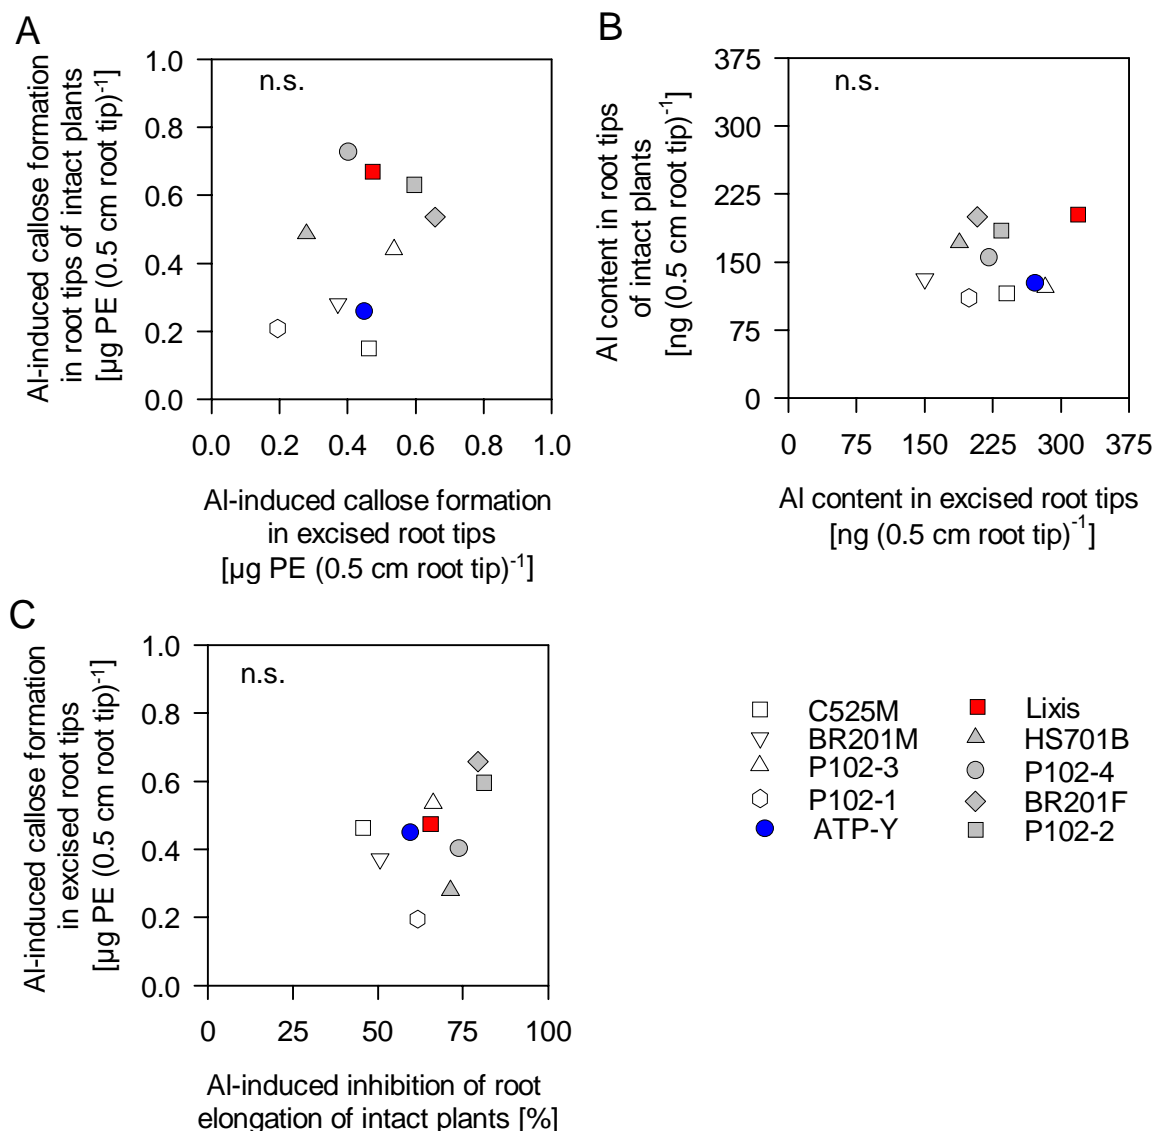 A
Al-induced callose formation
in root tips of intact plants
[µg PE (0.5 cm root tip)⁻¹]
1.0
0.8
0.6
0.4
0.2
0.0
n.s.
0.0 0.2 0.4 0.6 0.8 1.0
Al-induced callose formation
in excised root tips
[µg PE (0.5 cm root tip)⁻¹]
B
Al content in root tips
of intact plants
[ng (0.5 cm root tip)⁻¹]
375
300
225
150
75
0
n.s.
0 75 150 225 300 375
Al content in excised root tips
[ng (0.5 cm root tip)⁻¹]
C
Al-induced callose formation
in excised root tips
[µg PE (0.5 cm root tip)⁻¹]
1.0
0.8
0.6
0.4
0.2
0.0
n.s.
0 25 50 75 100
Al-induced inhibition of root
elongation of intact plants [%]
C525M
BR201M
P102-3
P102-1
ATP-Y
Lixis
HS701B
P102-4
BR201F
P102-2